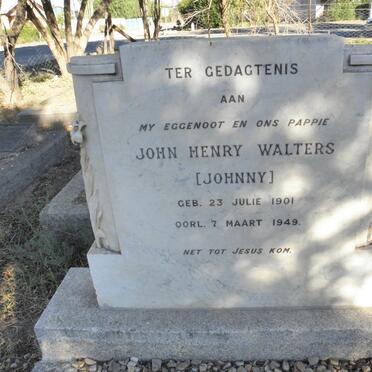 TER GEDAGTENIS
AAN
MY EGGENOOT EN ONS PAPPIE
JOHN HENRY WALTERS
[JOHNNY]
GEB. 23 JULIE 1901
OORL. 7 MAART 1949.
NET TOT JESUS KOM.